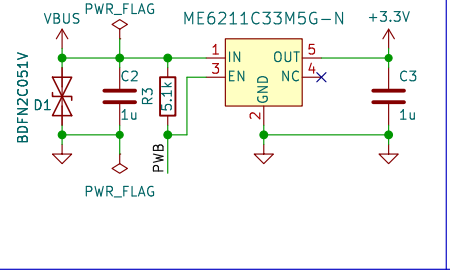 PWR_FLAG
VBUS
ME6211C33M5G-N
+3.3V
1
IN
OUT
5
3
EN
NC
4
GND
2
BDFN2C051V
D1
C2
1u
R3
5.1k
C3
1u
PWB
PWR_FLAG